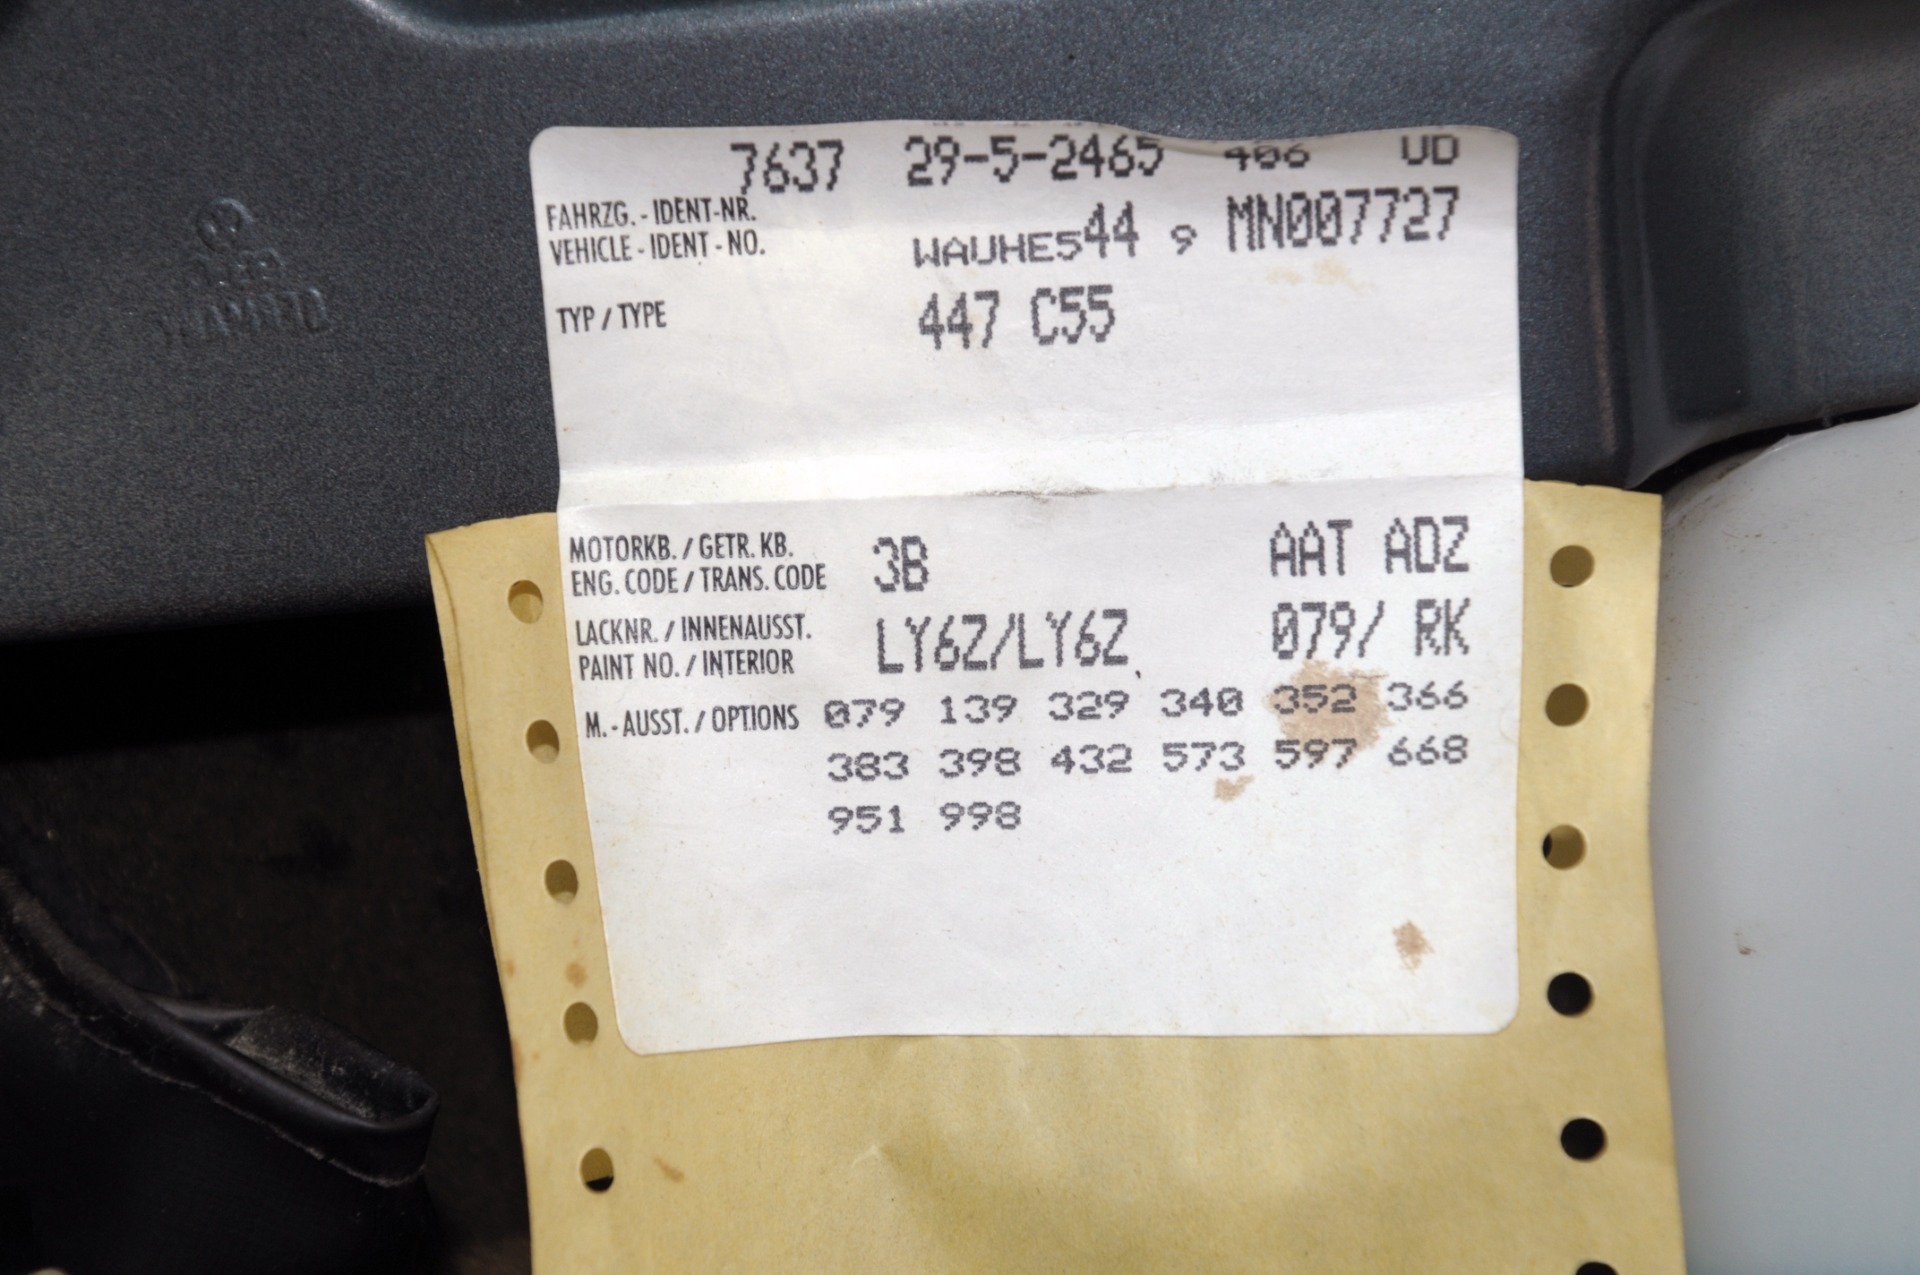 7637 29-5-2465 406 UD
FAHRZG. - IDENT-NR.
VEHICLE - IDENT - NO. WAUHE544 9 MN007727
TYP / TYPE 447 C55
MOTORKB. / GETR. KB.
ENG. CODE / TRANS. CODE 3B AAT ADZ
LACKNR. / INNENAUSST.
PAINT NO. / INTERIOR LY6Z/LY6Z 079/ RK
M. - AUSST. / OPTIONS 079 139 329 340 352 366
383 398 432 573 597 668
951 998